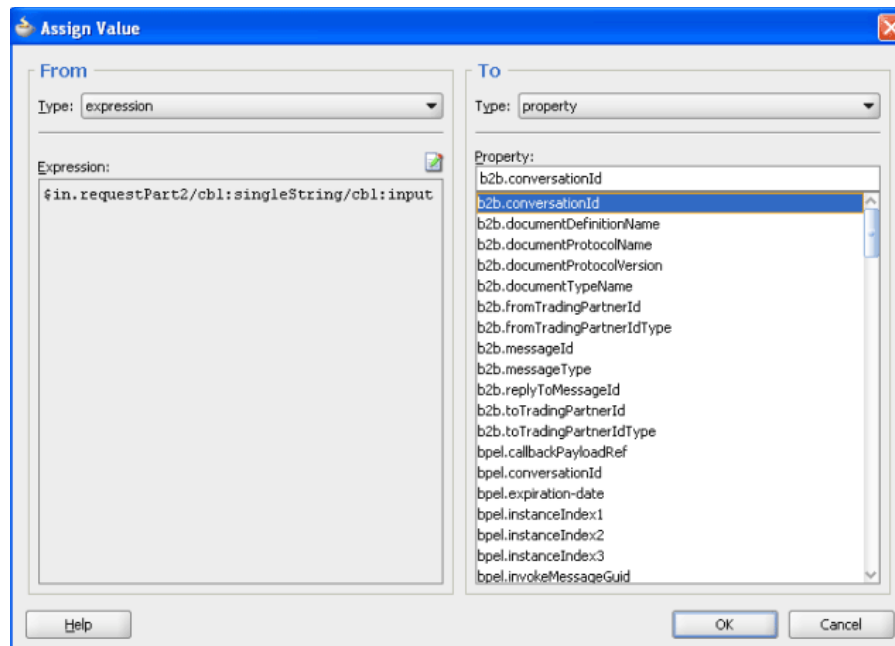 Assign Value
From
Type: expression
Expression:
$in.requestPart2/cbl:singleString/cbl:input
To
Type: property
Property:
b2b.conversationId
b2b.conversationId
b2b.documentDefinitionName
b2b.documentProtocolName
b2b.documentProtocolVersion
b2b.documentTypeName
b2b.fromTradingPartnerId
b2b.fromTradingPartnerIdType
b2b.messageId
b2b.messageType
b2b.replyToMessageId
b2b.toTradingPartnerId
b2b.toTradingPartnerIdType
bpel.callbackPayloadRef
bpel.conversationId
bpel.expiration-date
bpel.instanceIndex1
bpel.instanceIndex2
bpel.instanceIndex3
bpel.invokeMessageGuid
Help
OK
Cancel